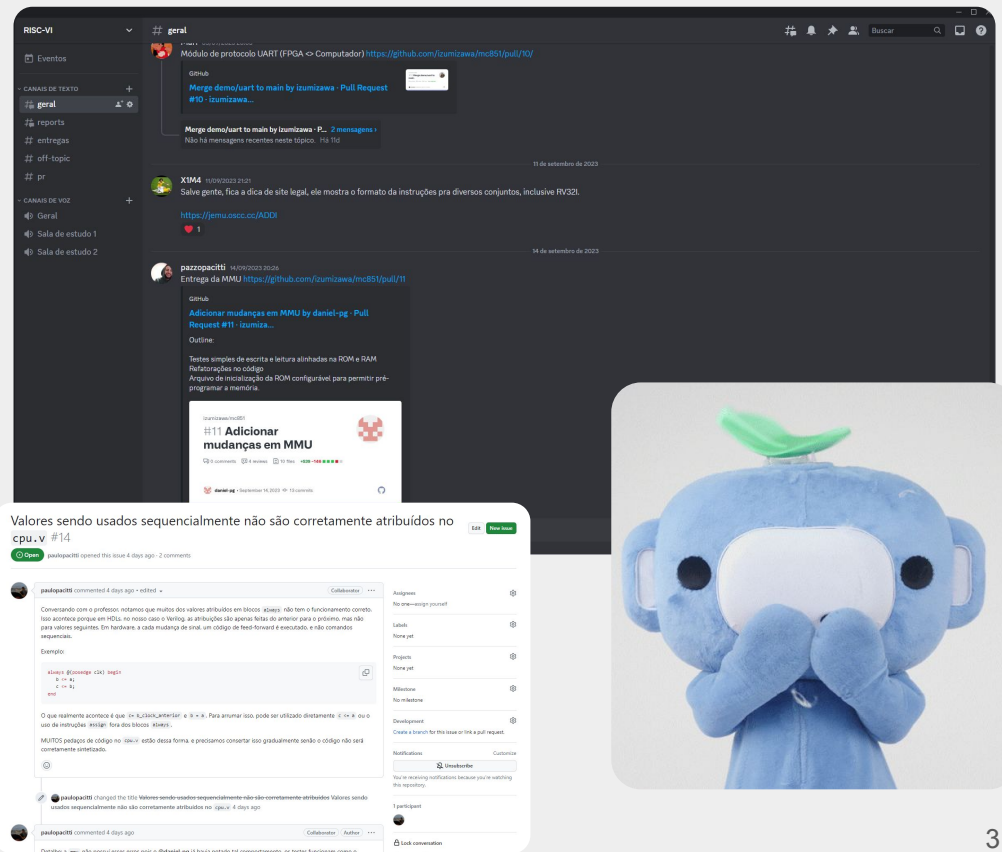 RISC-VI
# geral
Buscar
Eventos
CANAIS DE TEXTO
geral
reports
entregas
off-topic
pr
CANAIS DE VOZ
Geral
Sala de estudo 1
Sala de estudo 2
Módulo de protocolo UART (FPGA <> Computador) https://github.com/izumizawa/mc851/pull/10/
GitHub
Merge demo/uart to main by izumizawa · Pull Request
#10 · izumizawa...
Merge demo/uart to main by izumizawa · P... 2 mensagens ›
Não há mensagens recentes neste tópico. Há 11d
11 de setembro de 2023
X1M4 11/09/2023 21:21
Salve gente, fica a dica de site legal, ele mostra o formato da instruções pra diversos conjuntos, inclusive RV32I.
https://jemu.oscc.cc/ADDI
1
14 de setembro de 2023
pazzopacitti 14/09/2023 20:26
Entrega da MMU https://github.com/izumizawa/mc851/pull/11
GitHub
Adicionar mudanças em MMU by daniel-pg · Pull
Request #11 · izumiza...
Outline:
Testes simples de escrita e leitura alinhadas na ROM e RAM
Refatorações no código
Arquivo de inicialização da ROM configurável para permitir pré-
programar a memória.
izumizawa/mc851
#11 Adicionar
mudanças em MMU
0 comments 4 reviews 10 files
daniel-pg • September 14, 2023 13 commits
Valores sendo usados sequencialmente não são corretamente atribuídos no
cpu.v #14
Edit New issue
Open paulopacitti opened this issue 4 days ago · 2 comments
paulopacitti commented 4 days ago • edited
Collaborator
Conversando com o professor, notamos que muitos dos valores atribuídos em blocos always não tem o funcionamento correto.
Isso acontece porque em HDLs, no nosso caso o Verilog, as atribuições são apenas feitas do anterior para o próximo, mas não
para valores seguintes. Em hardware, a cada mudança de sinal, um código de feed-forward é executado, e não comandos
sequenciais.
Exemplo:
always @(posedge clk) begin
b <= a;
c <= b;
end
O que realmente acontece é que c= b_clock_anterior e b = a. Para arrumar isso, pode ser utilizado diretamente c <= a ou o
uso de instruções assign fora dos blocos always.
MUITOS pedaços de código no cpu.v estão dessa forma, e precisamos consertar isso gradualmente senão o código não será
corretamente sintetizado.
paulopacitti changed the title Valores sendo usados sequencialmente não são corretamente atribuídos Valores sendo
usados sequencialmente não são corretamente atribuídos no cpu.v 4 days ago
paulopacitti commented 4 days ago
Collaborator Author
Assignees
No one—assign yourself
Labels
None yet
Projects
None yet
Milestone
No milestone
Development
Create a branch for this issue or link a pull request.
Notifications Customize
Unsubscribe
You're receiving notifications because you're watching
this repository.
1 participant
Lock conversation
3